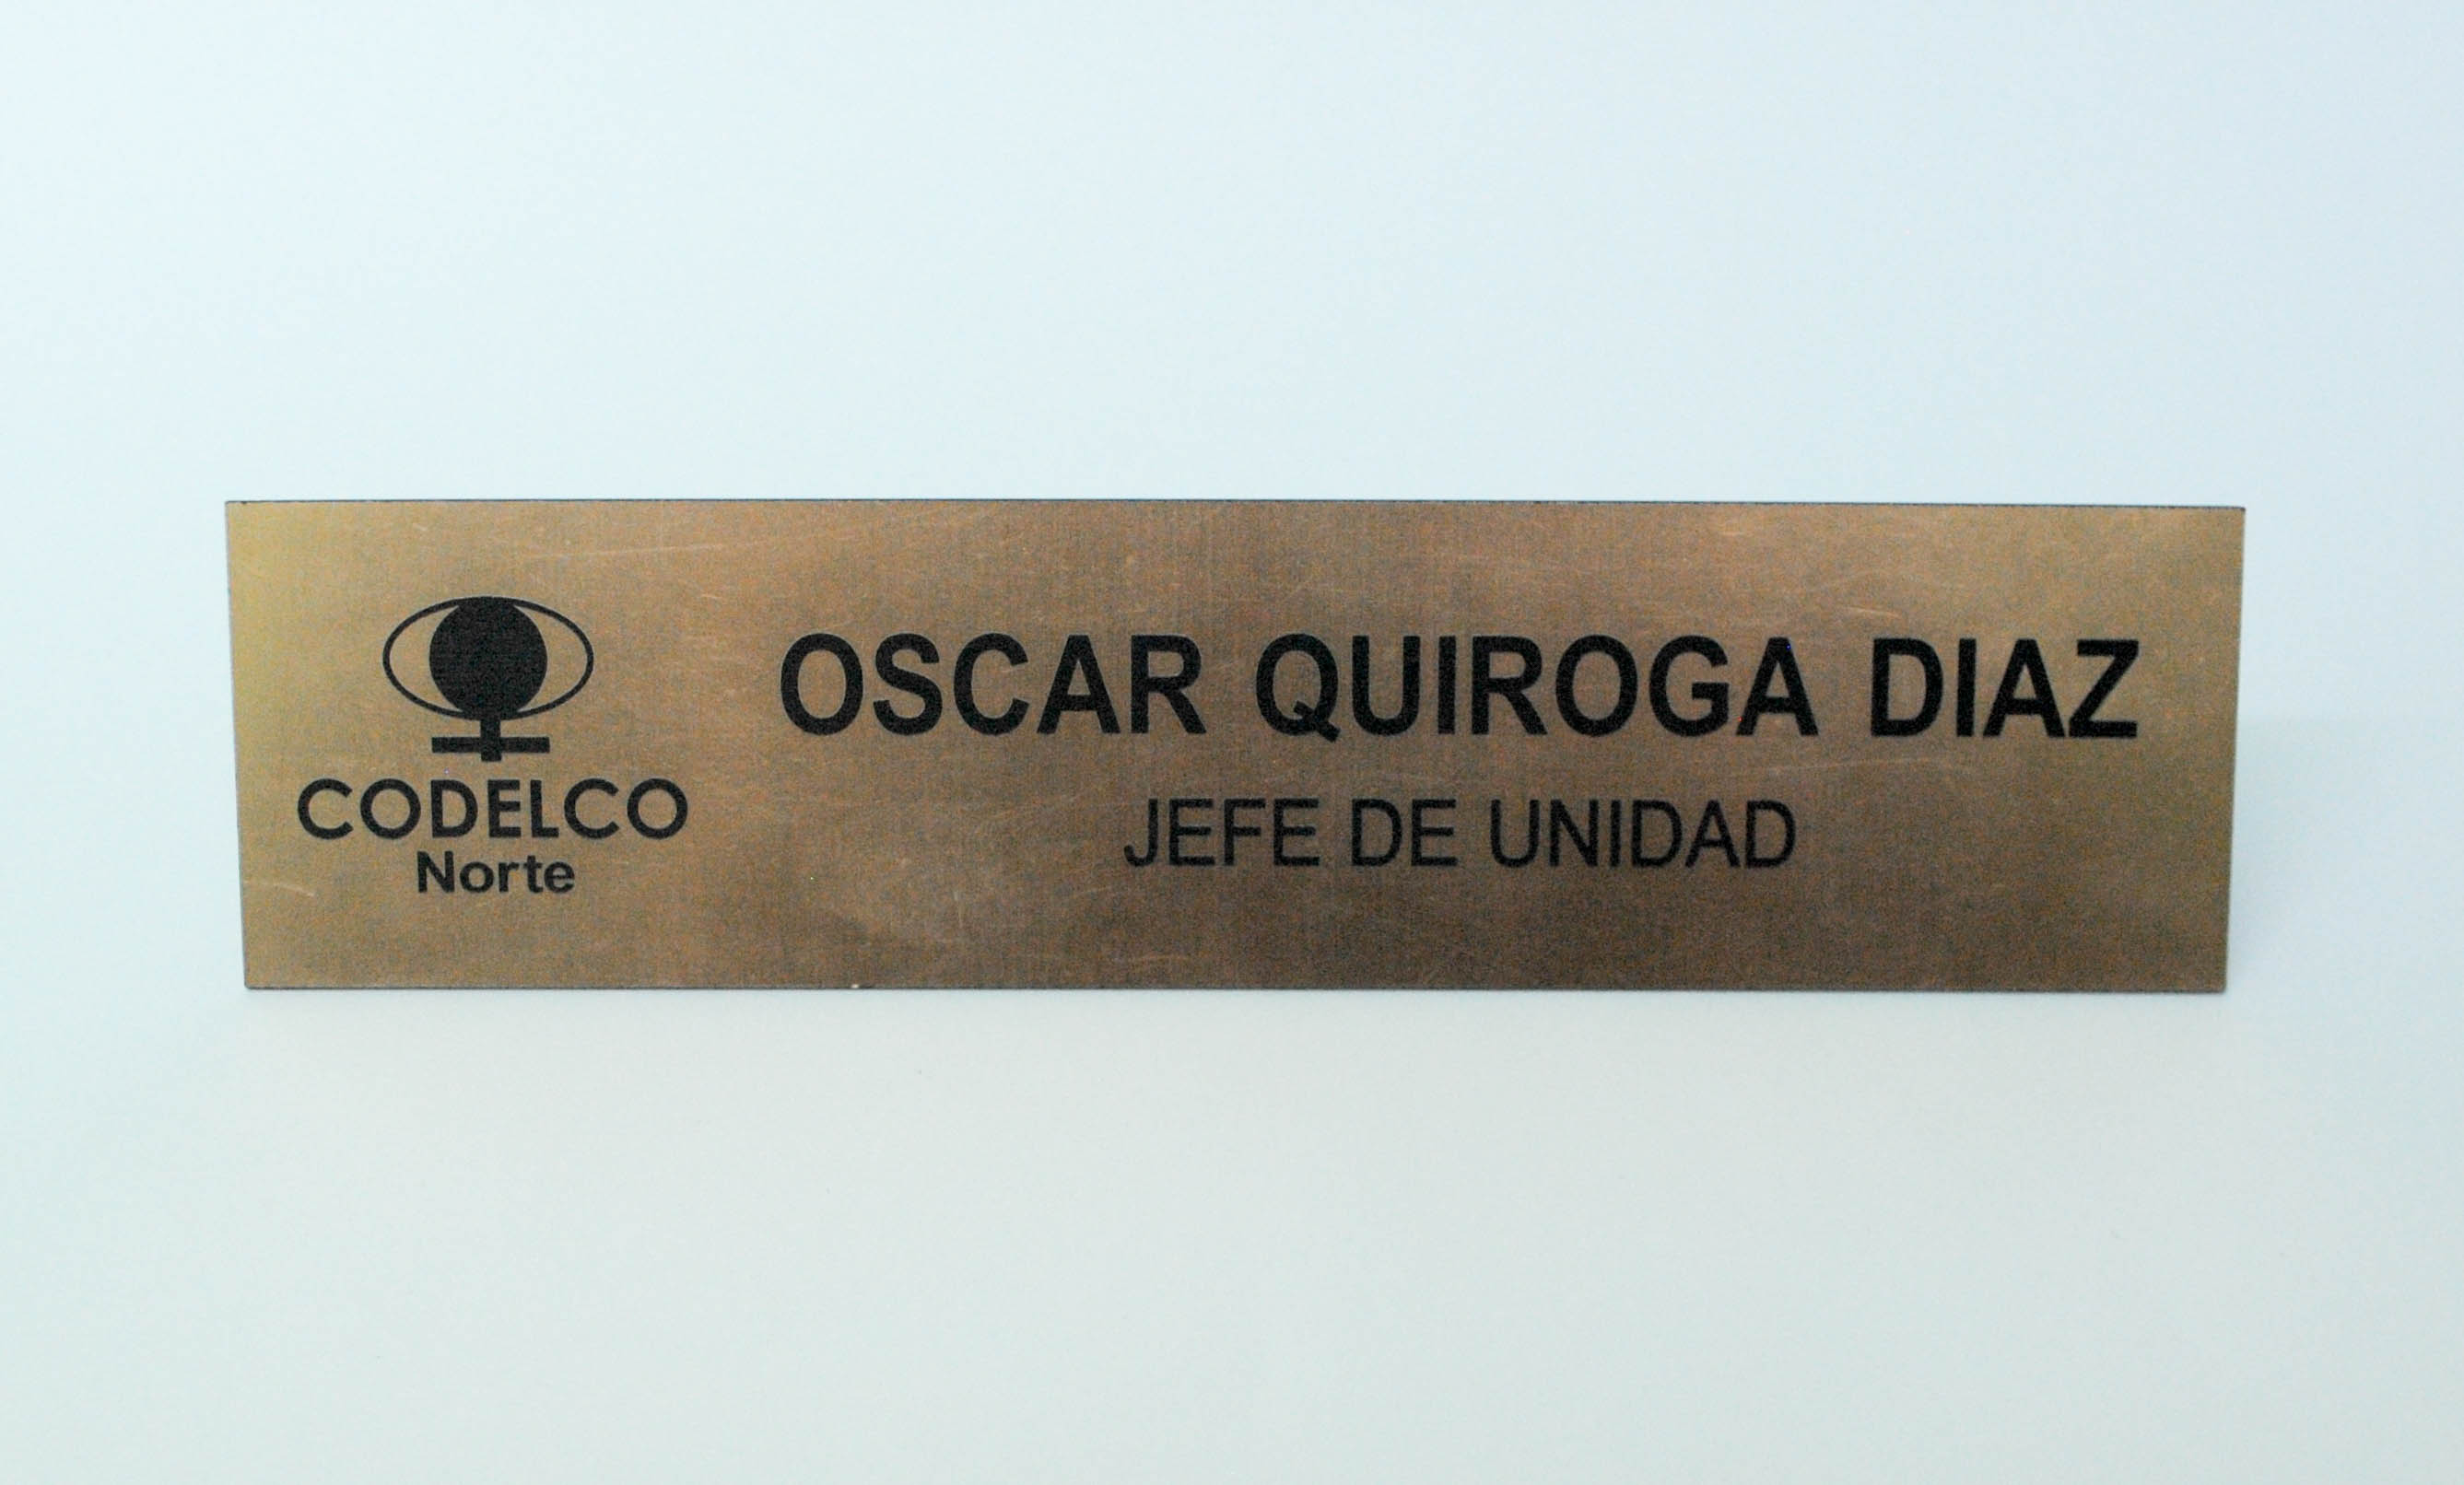 CODELCO
Norte
OSCAR QUIROGA DIAZ
JEFE DE UNIDAD